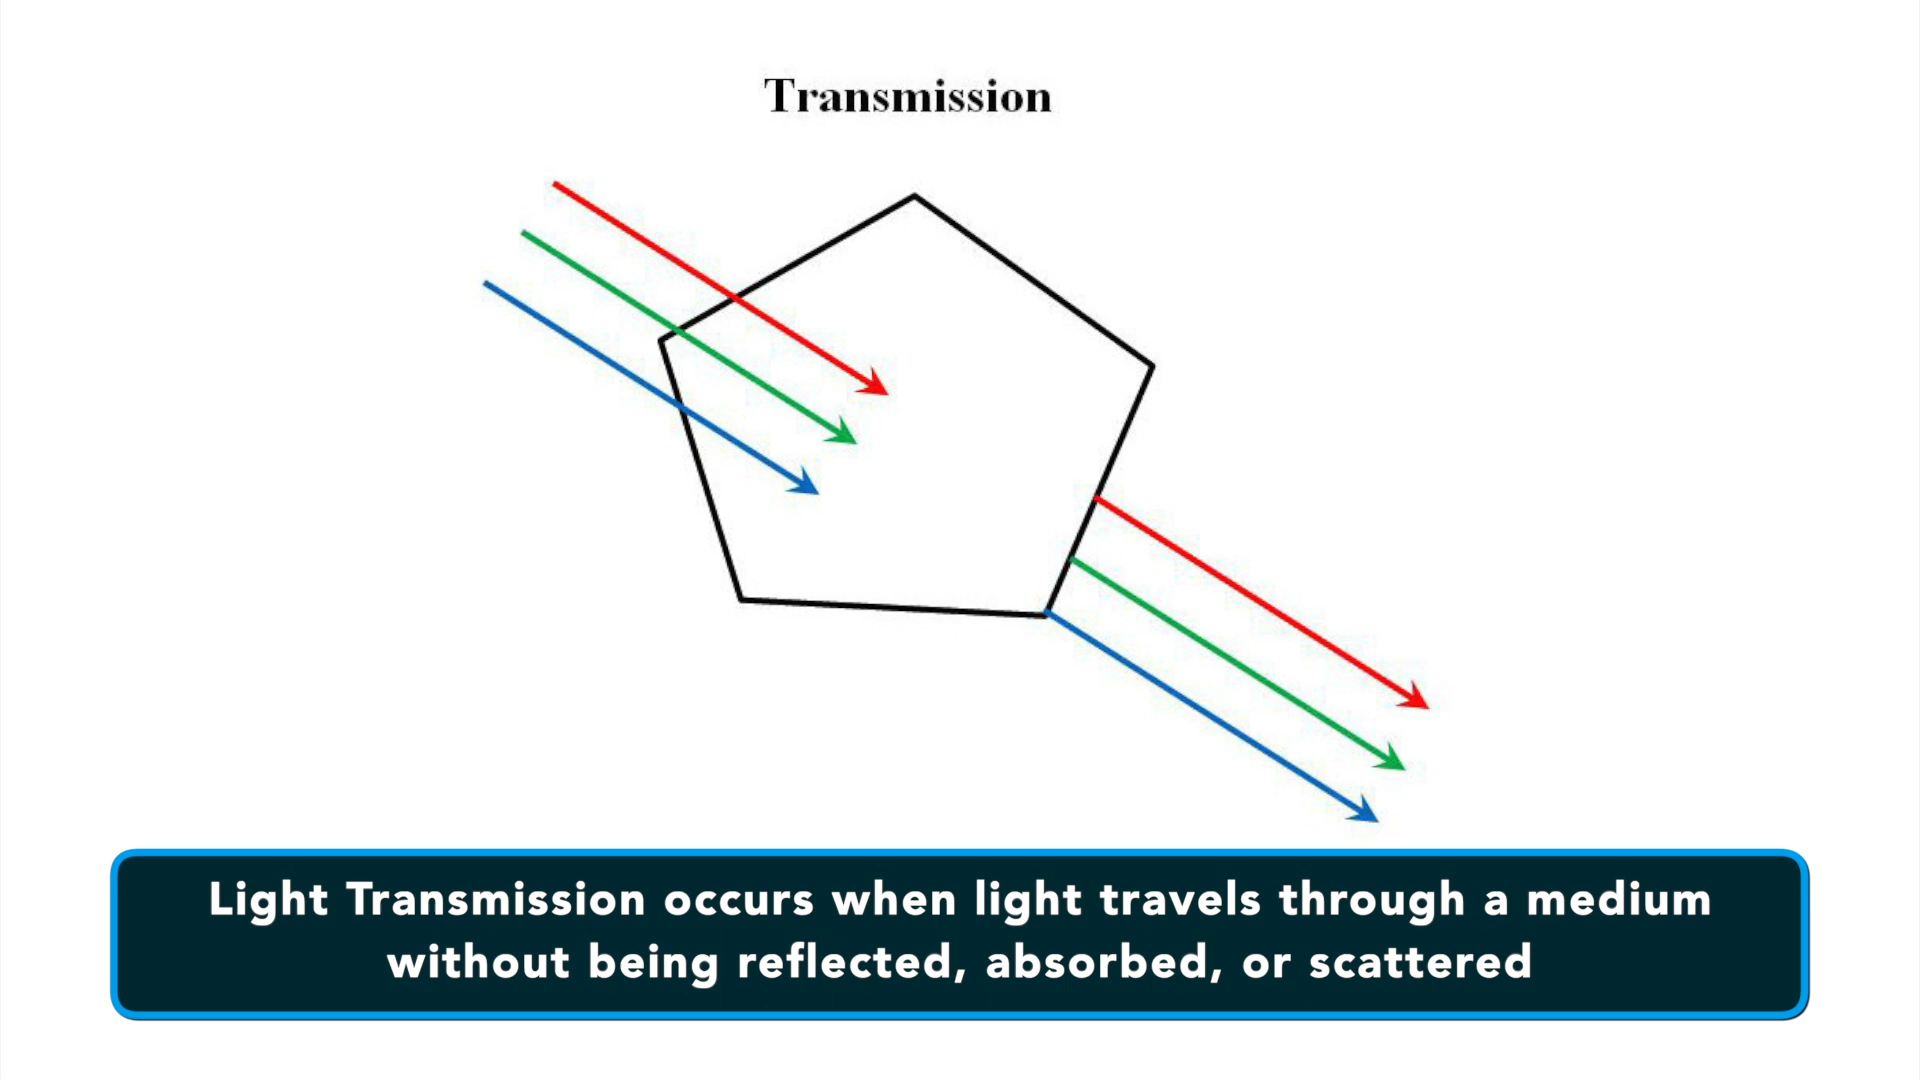 Transmission
Light Transmission occurs when light travels through a medium
without being reflected, absorbed, or scattered